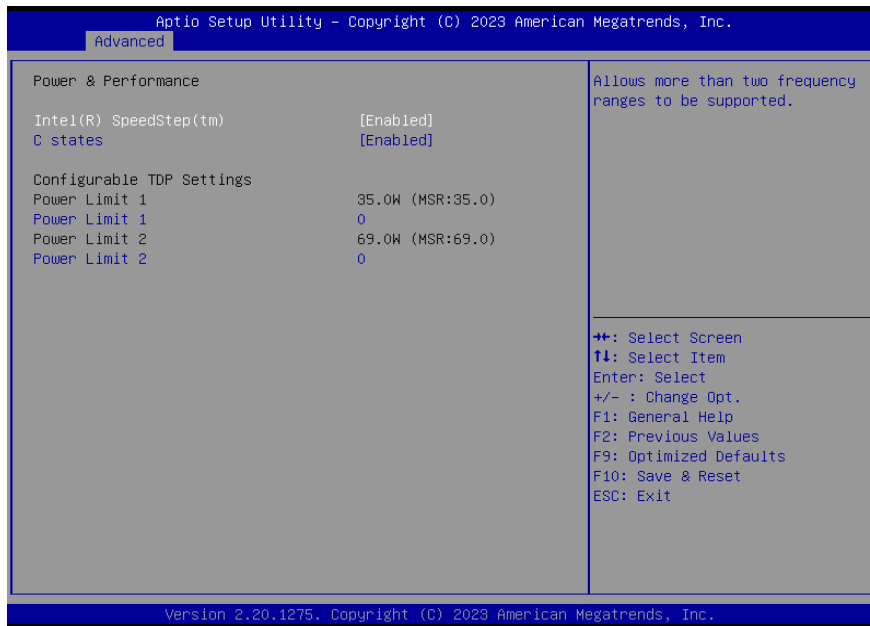 Aptio Setup Utility – Copyright (C) 2023 American Megatrends, Inc.
Advanced
Power & Performance
Intel(R) SpeedStep(tm) [Enabled]
C states [Enabled]
Configurable TDP Settings
Power Limit 1 35.0W (MSR:35.0)
Power Limit 1 0
Power Limit 2 69.0W (MSR:69.0)
Power Limit 2 0
Allows more than two frequency
ranges to be supported.
→←: Select Screen
↑↓: Select Item
Enter: Select
+/- : Change Opt.
F1: General Help
F2: Previous Values
F9: Optimized Defaults
F10: Save & Reset
ESC: Exit
Version 2.20.1275. Copyright (C) 2023 American Megatrends, Inc.